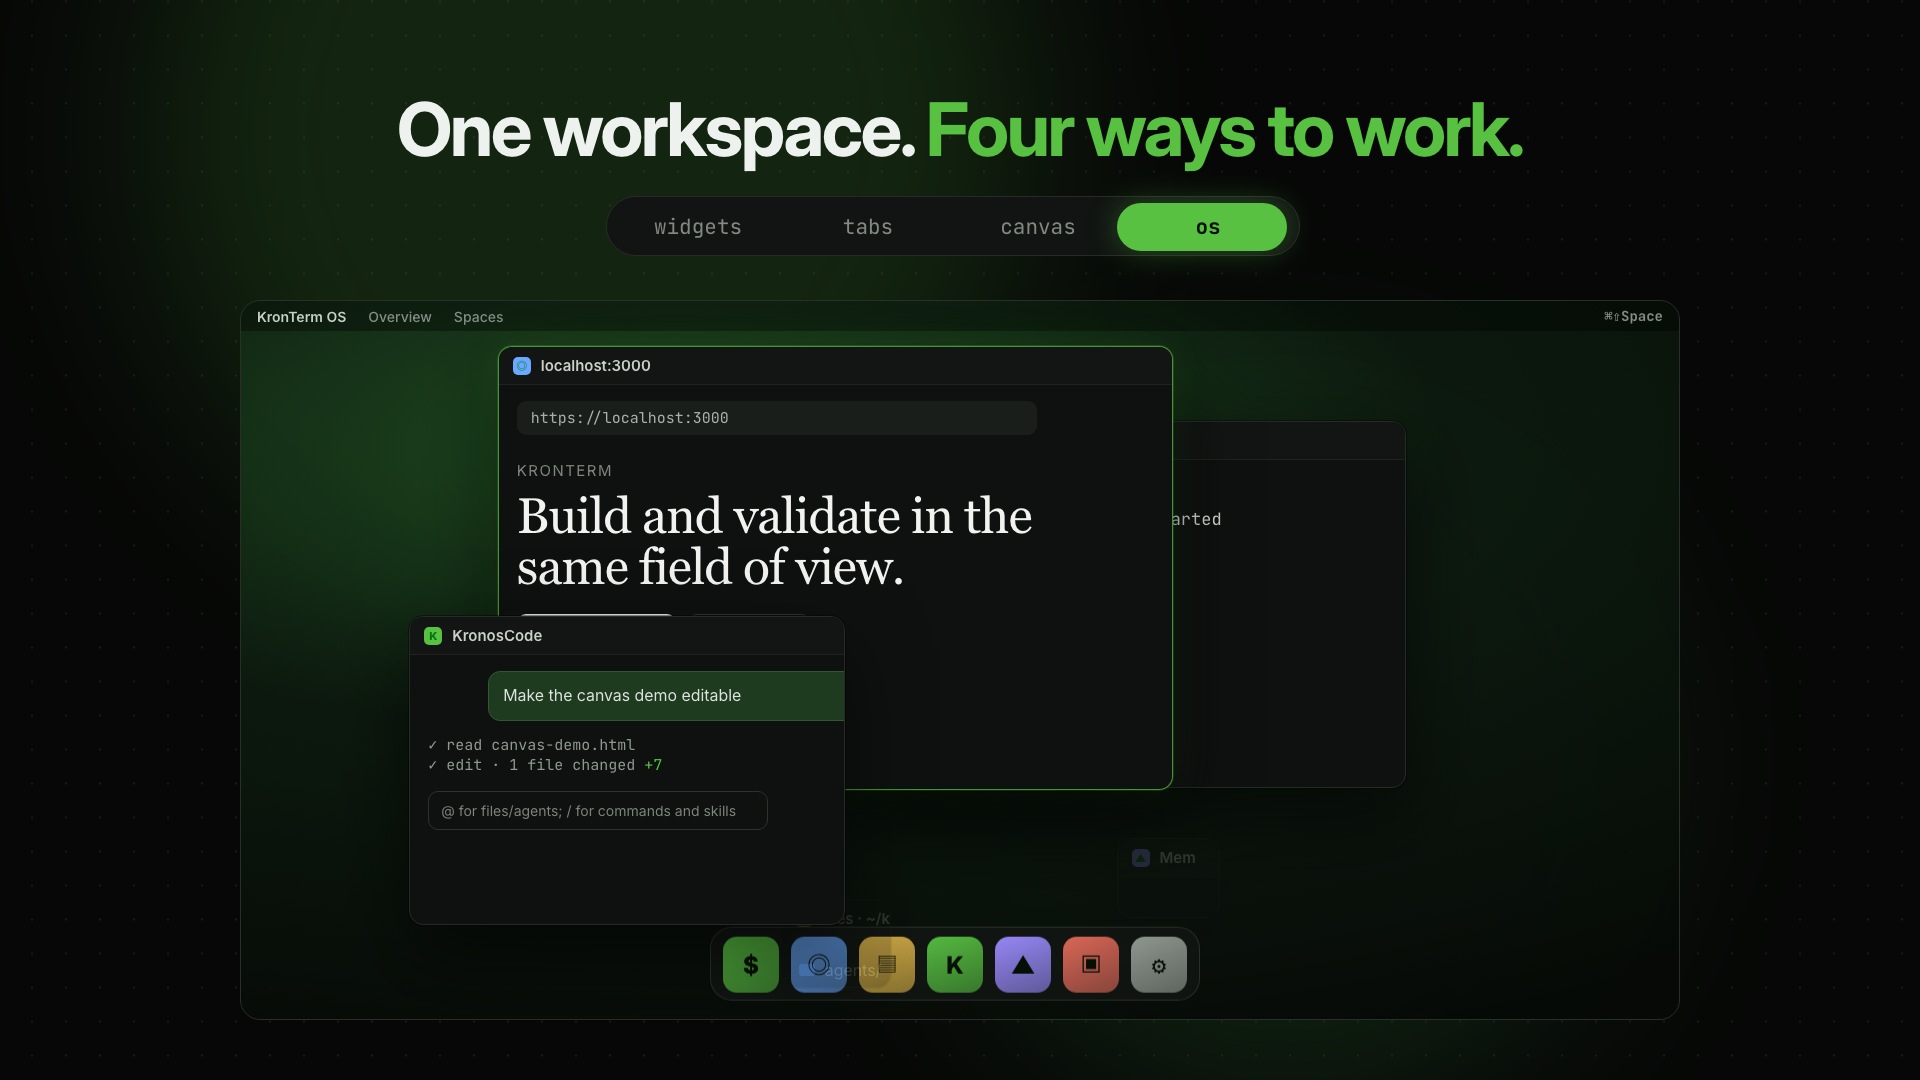 One workspace. Four ways to work.
widgets tabs canvas os
KronTerm OS Overview Spaces ⌘⇧Space
localhost:3000
https://localhost:3000
KRONTERM
Build and validate in the
same field of view.
arted
K KronosCode
Make the canvas demo editable
✓ read canvas-demo.html
✓ edit · 1 file changed +7
@ for files/agents; / for commands and skills
Mem
es · ~/k
agents/
$ K